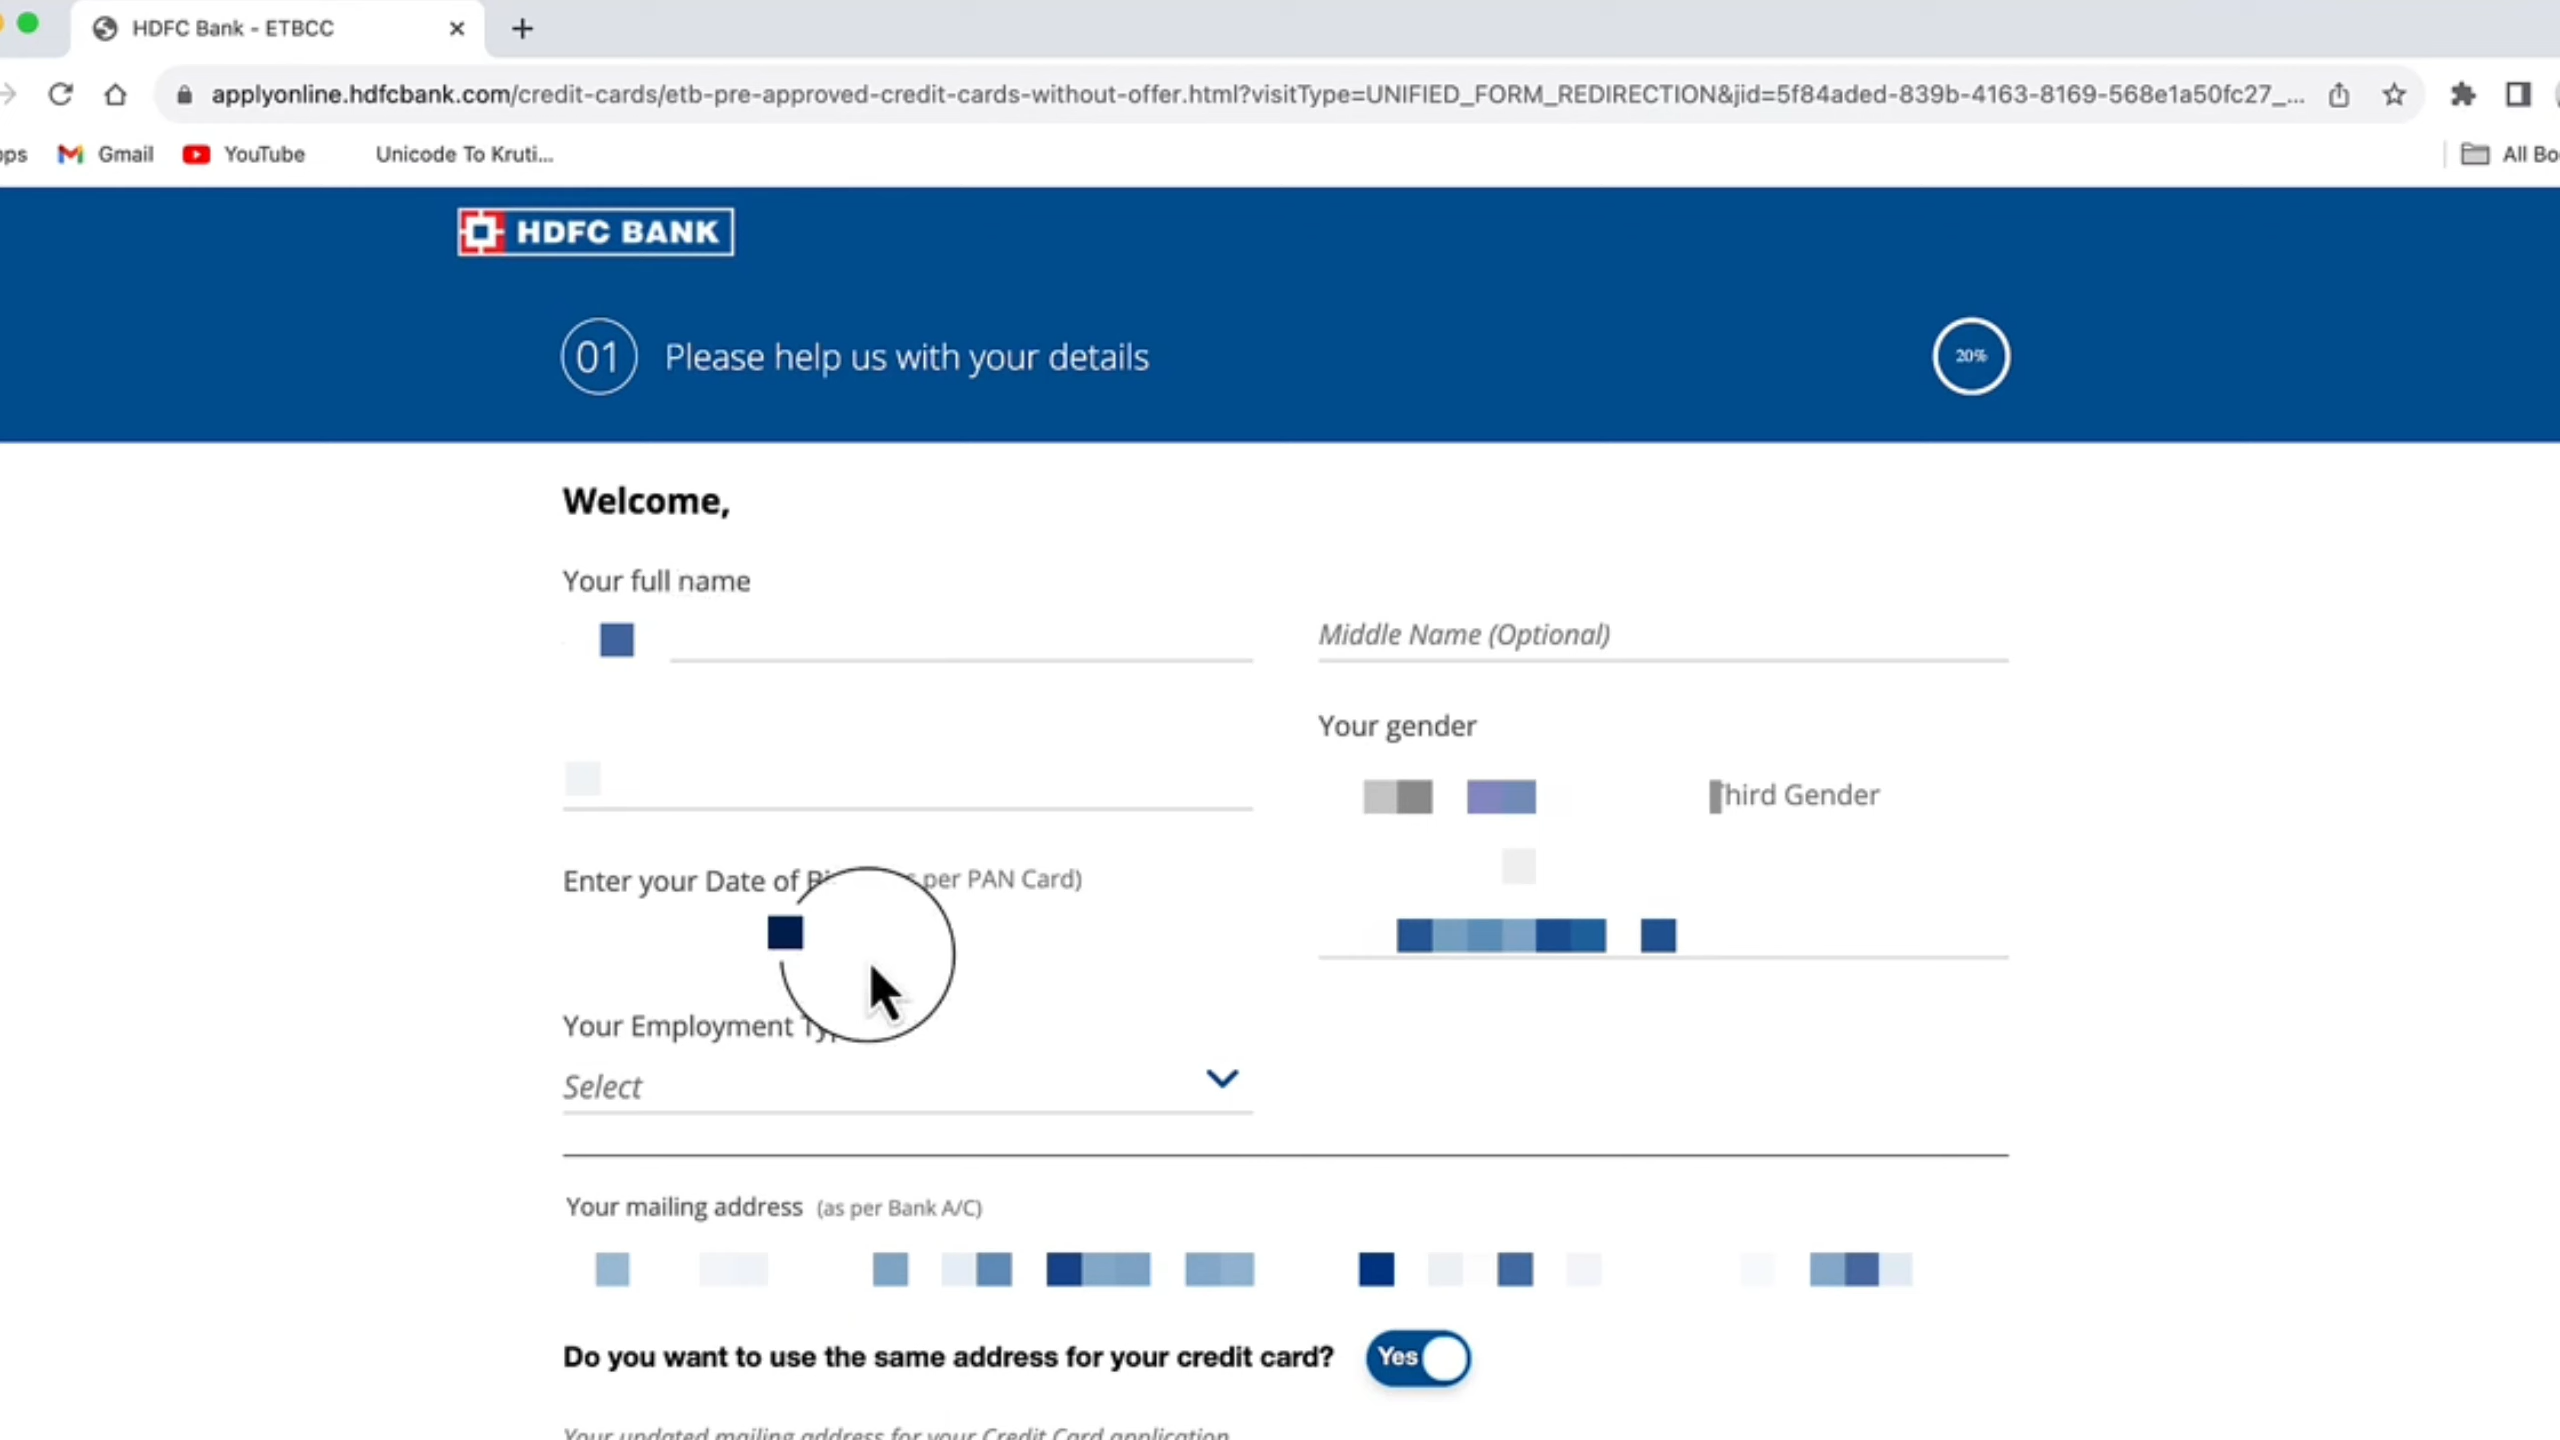 HDFC Bank - ETBCC
applyonline.hdfcbank.com/credit-cards/etb-pre-approved-credit-cards-without-offer.html?visitType=UNIFIED_FORM_REDIRECTION&jid=5f84aded-839b-4163-8169-568e1a50fc27_...
Gmail YouTube Unicode To Kruti... All Bo
HDFC BANK
01 Please help us with your details 20%
Welcome,
Your full name
Middle Name (Optional)
Your gender
hird Gender
Enter your Date of per PAN Card)
Your Employment
Select
Your mailing address (as per Bank A/C)
Do you want to use the same address for your credit card? Yes
Your updated mailing address for your Credit Card application